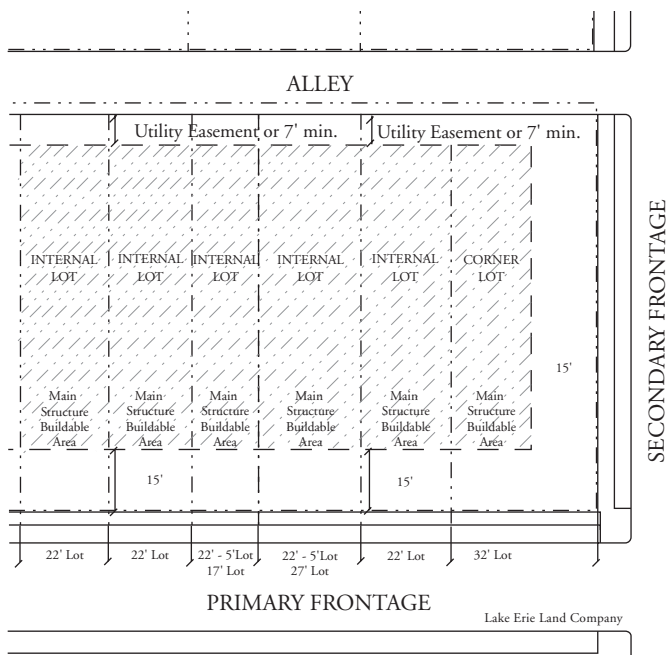 ALLEY
Utility Easement or 7' min.
Utility Easement or 7' min.
INTERNAL
LOT
INTERNAL
LOT
INTERNAL
LOT
INTERNAL
LOT
INTERNAL
LOT
CORNER
LOT
SECONDARY FRONTAGE
15'
Main
Structure
Buildable
Area
Main
Structure
Buildable
Area
Main
Structure
Buildable
Area
Main
Structure
Buildable
Area
Main
Structure
Buildable
Area
Main
Structure
Buildable
Area
15'
15'
22' Lot
22' Lot
22' - 5'Lot
17' Lot
22' - 5'Lot
27' Lot
22' Lot
32' Lot
PRIMARY FRONTAGE
Lake Erie Land Company